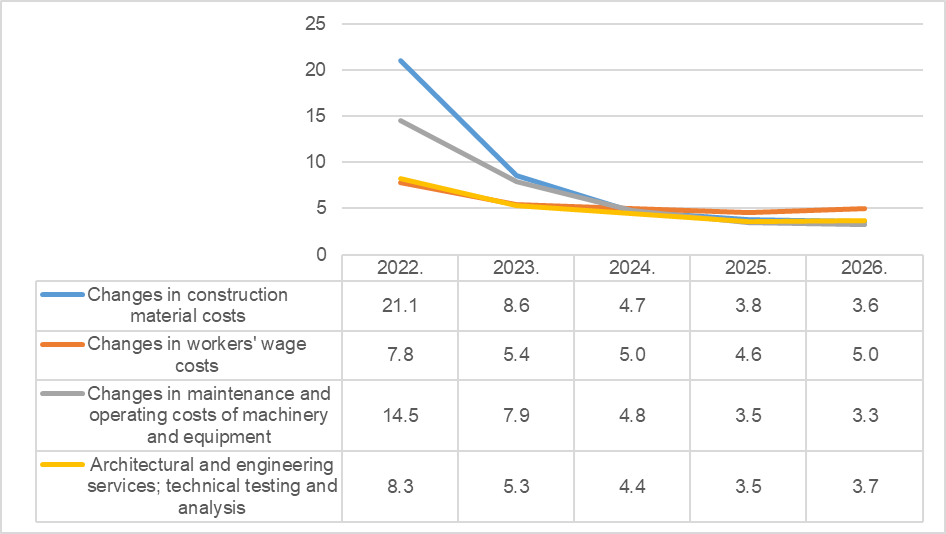 25
20
15
10
5
0
2022. 2023. 2024. 2025. 2026.
Changes in construction
material costs
21.1 8.6 4.7 3.8 3.6
Changes in workers' wage
costs
7.8 5.4 5.0 4.6 5.0
Changes in maintenance and
operating costs of machinery
and equipment
14.5 7.9 4.8 3.5 3.3
Architectural and engineering
services; technical testing and
analysis
8.3 5.3 4.4 3.5 3.7